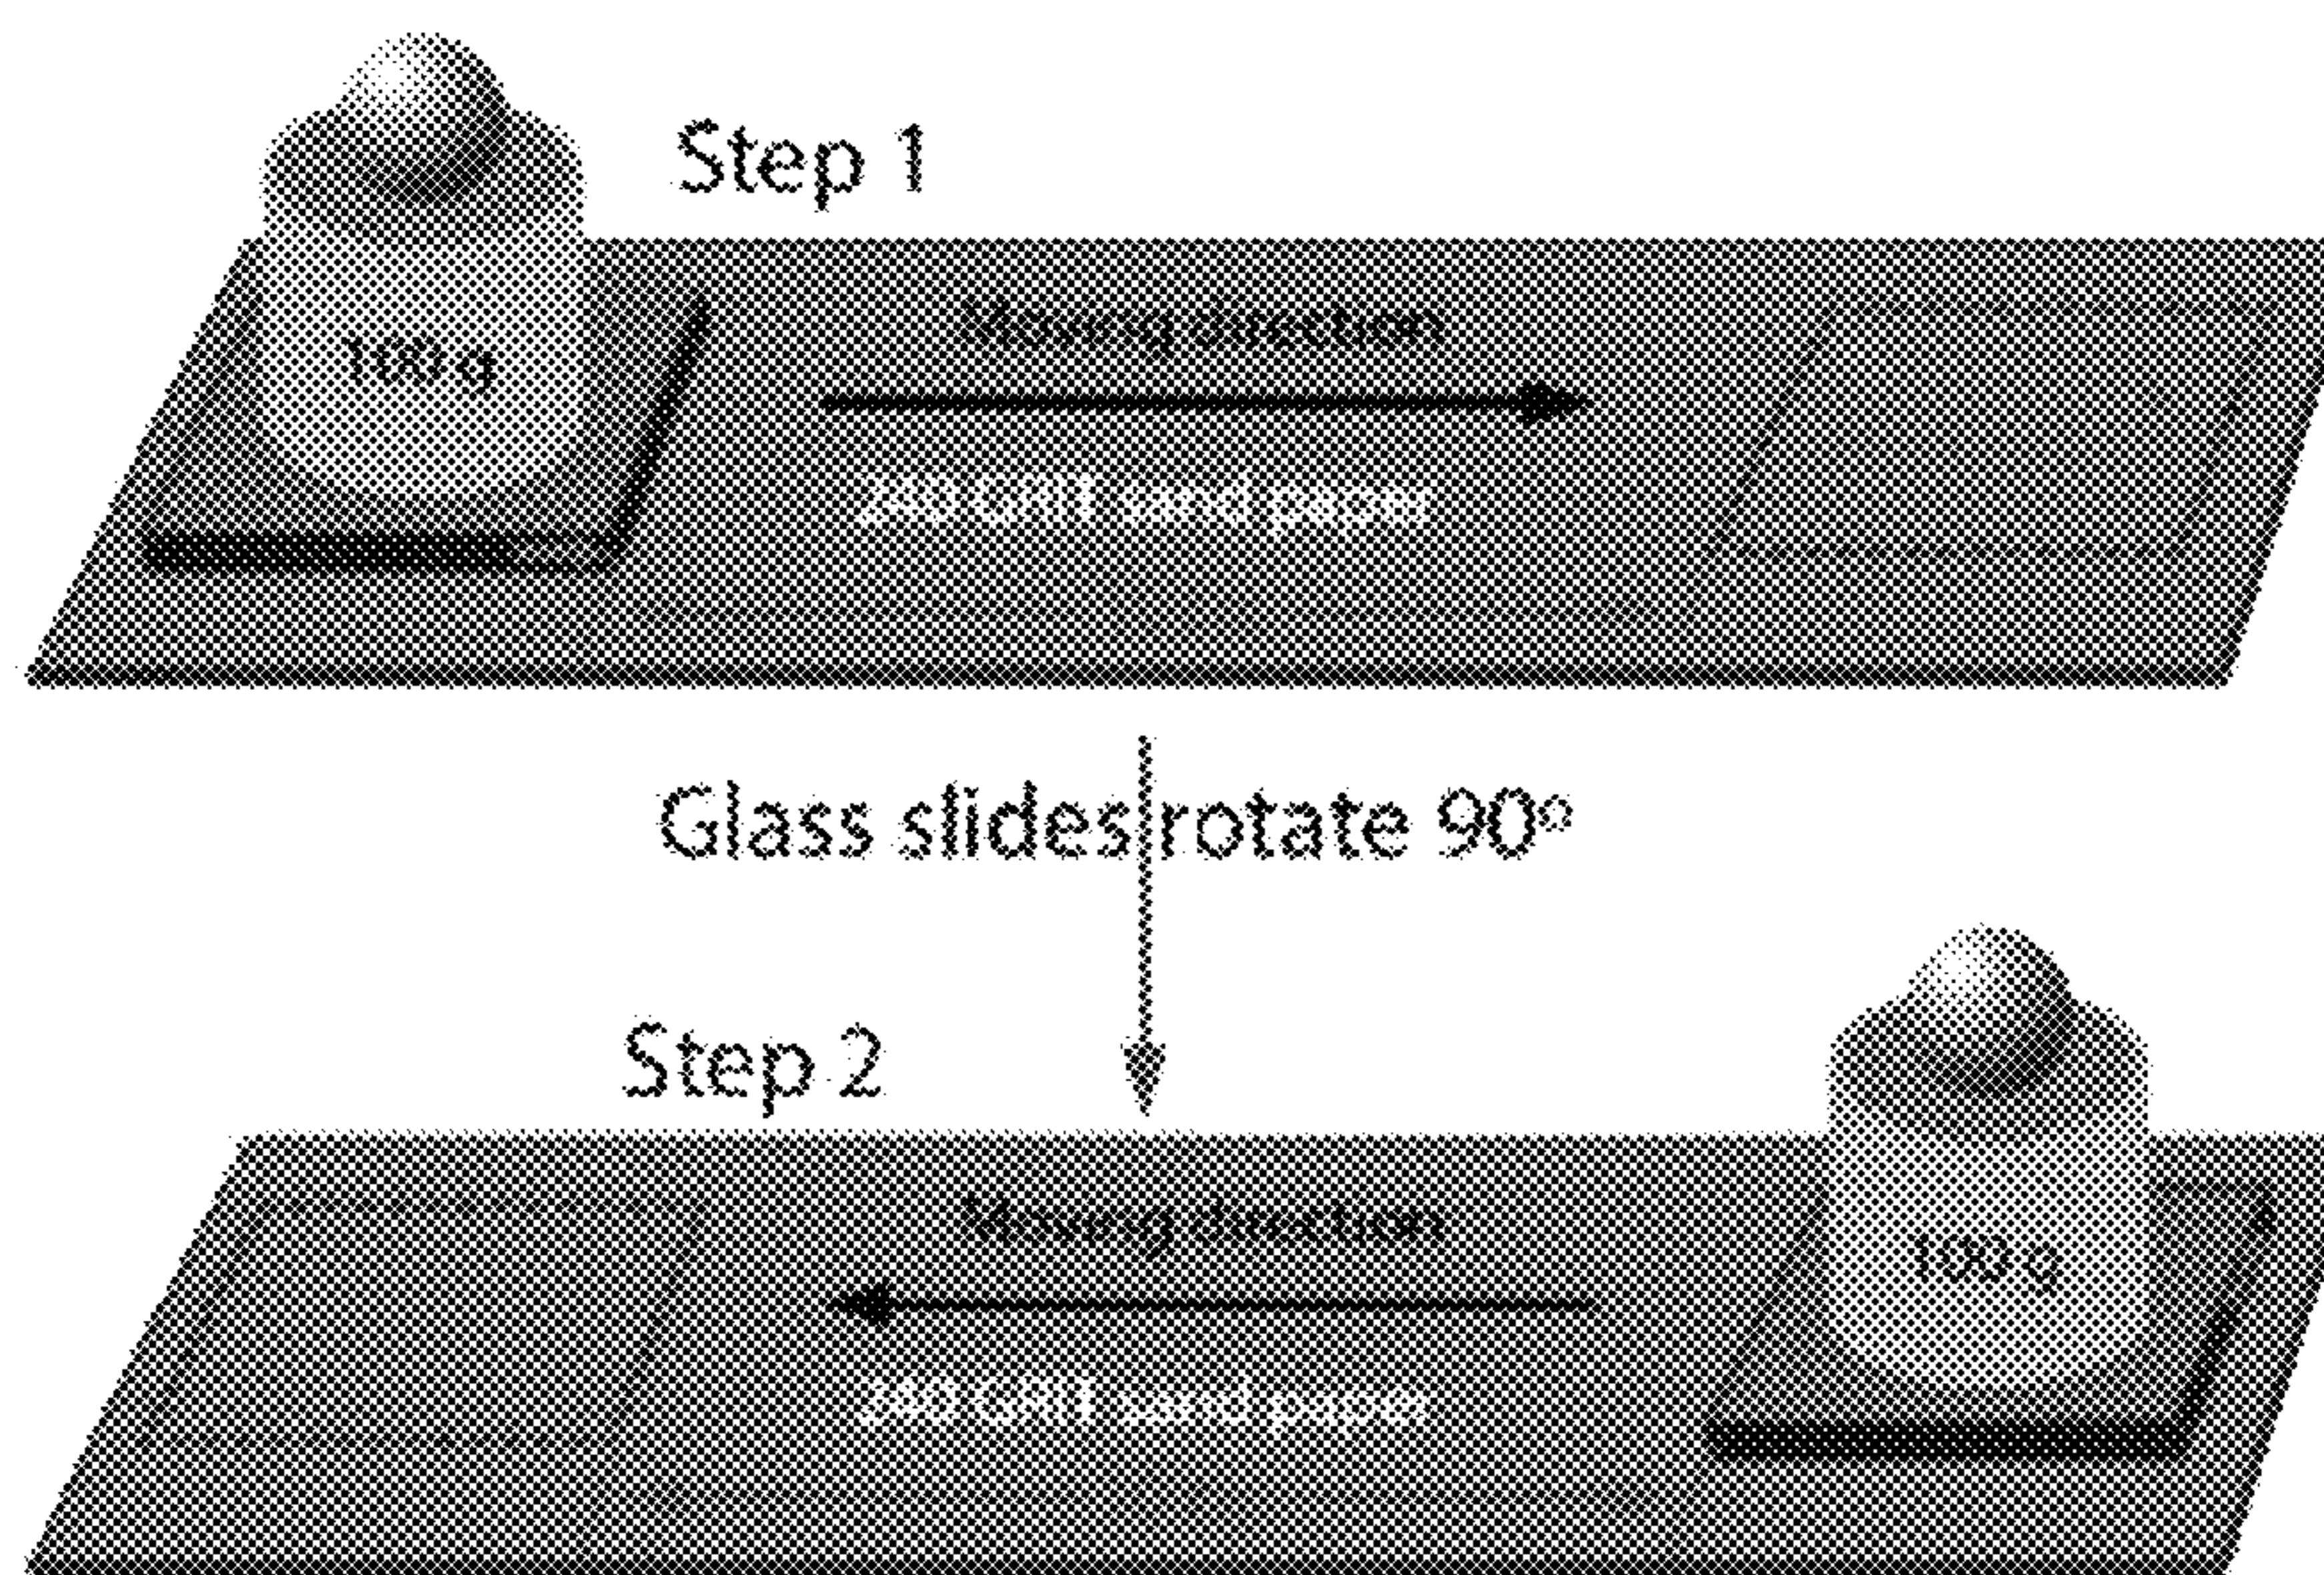 Step 1
Moving direction
100 g
240 GRIT sand paper
Glass slides rotate 90º
Step 2
Moving direction
100 g
240 GRIT sand paper